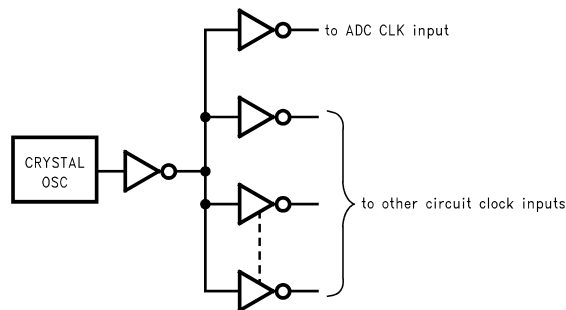 to ADC CLK input
CRYSTAL
OSC
to other circuit clock inputs